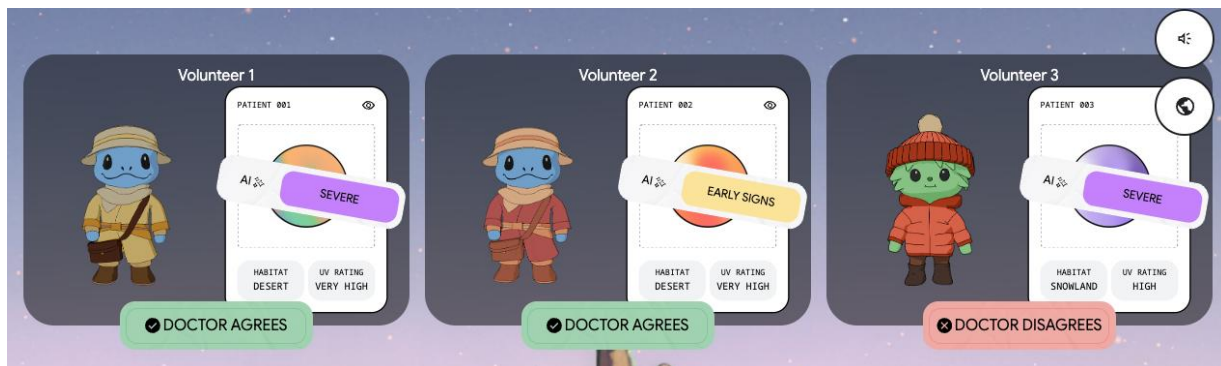 Volunteer 1
PATIENT 001
AI
SEVERE
HABITAT
DESERT
UV RATING
VERY HIGH
DOCTOR AGREES
Volunteer 2
PATIENT 002
AI
EARLY SIGNS
HABITAT
DESERT
UV RATING
VERY HIGH
DOCTOR AGREES
Volunteer 3
PATIENT 003
AI
SEVERE
HABITAT
SNOWLAND
UV RATING
HIGH
DOCTOR DISAGREES